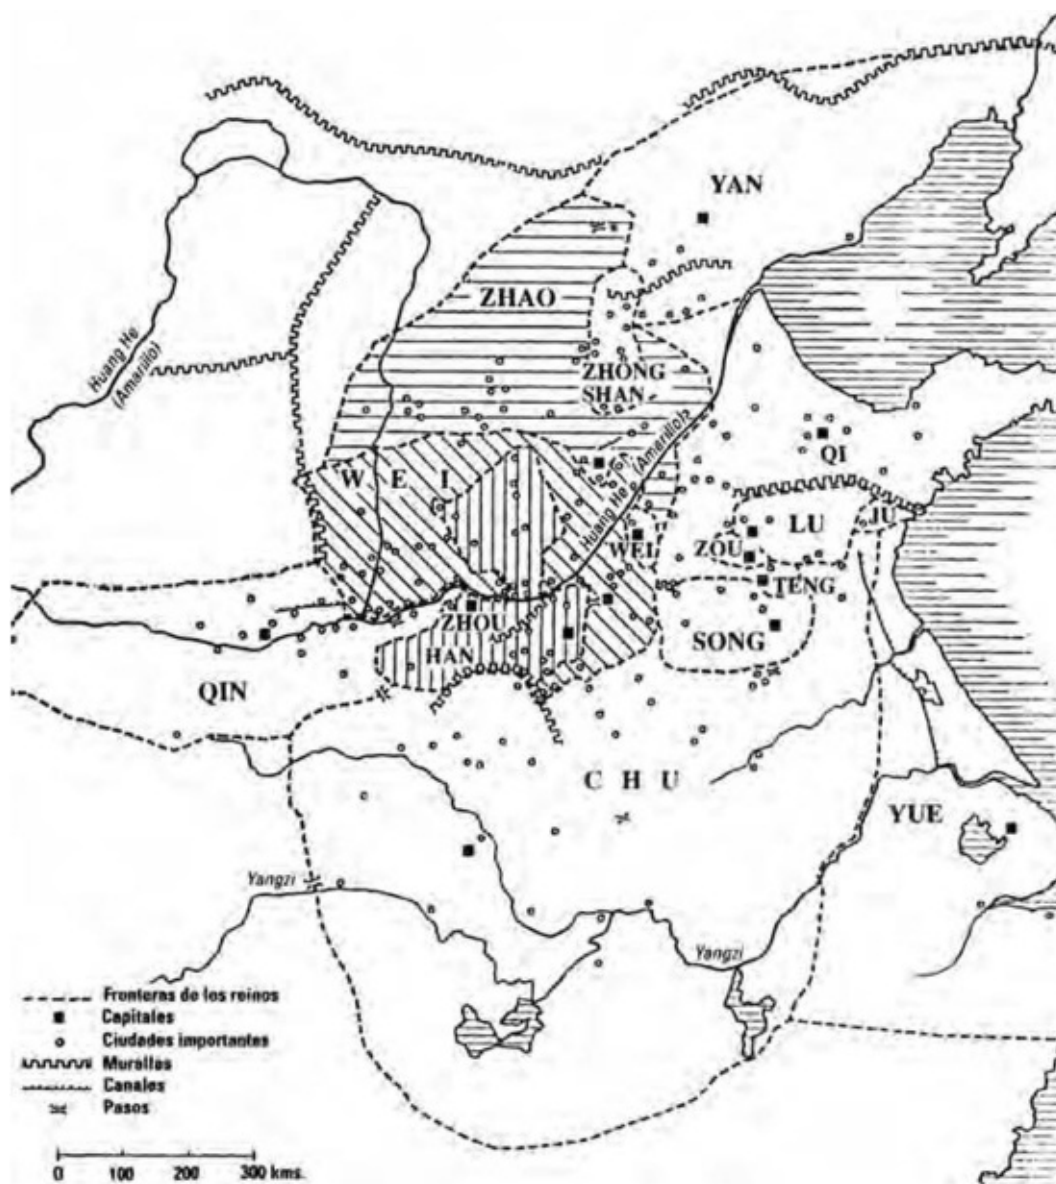 YAN
ZHAO
Huang He
(Amarillo)
ZHONG
SHAN
QI
Huang He (Amarillo)
W E I
LU
JU
WEI
ZOU
TENG
ZHOU
HAN
SONG
QIN
C H U
YUE
Yangzi
Yangzi
Fronteras de los reinos
Capitales
Ciudades importantes
Murallas
Canales
Pasos
0 100 200 300 kms.